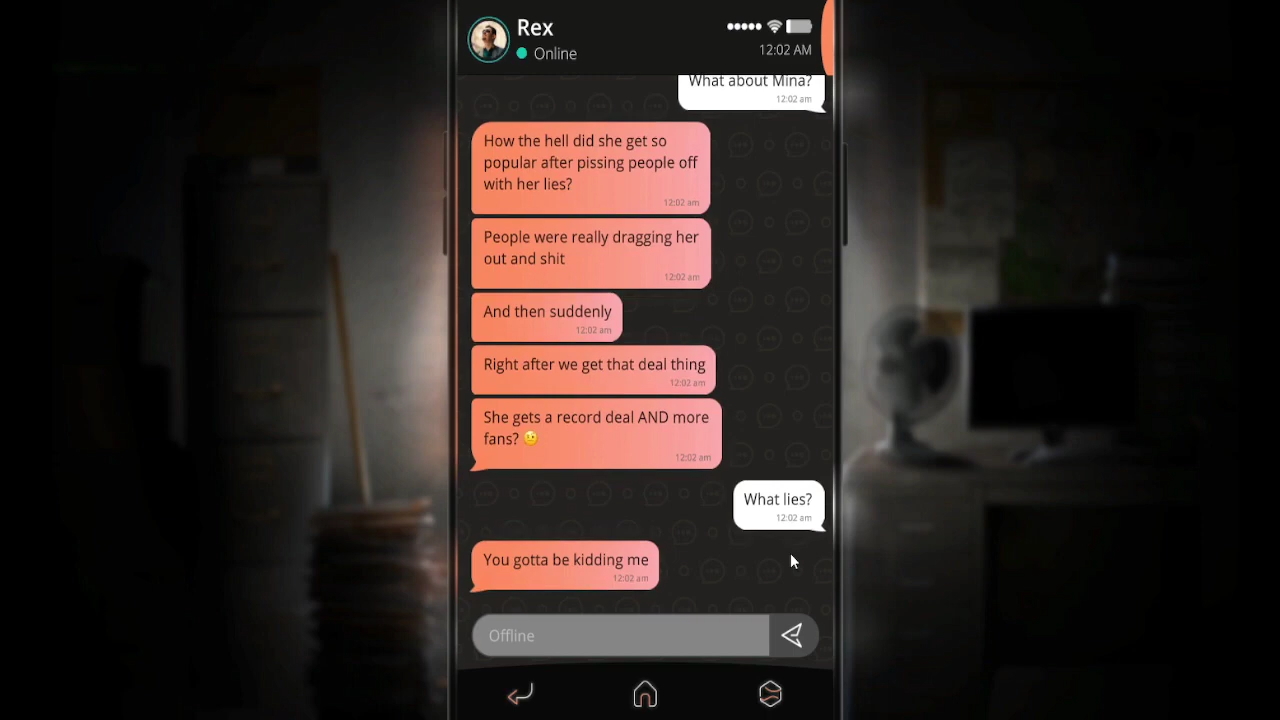 Rex
Online
12:02 AM
What about Mina?
12:02 am
How the hell did she get so
popular after pissing people off
with her lies?
12:02 am
People were really dragging her
out and shit
12:02 am
And then suddenly
12:02 am
Right after we get that deal thing
12:02 am
She gets a record deal AND more
fans? 🤨
12:02 am
What lies?
12:02 am
You gotta be kidding me
12:02 am
Offline